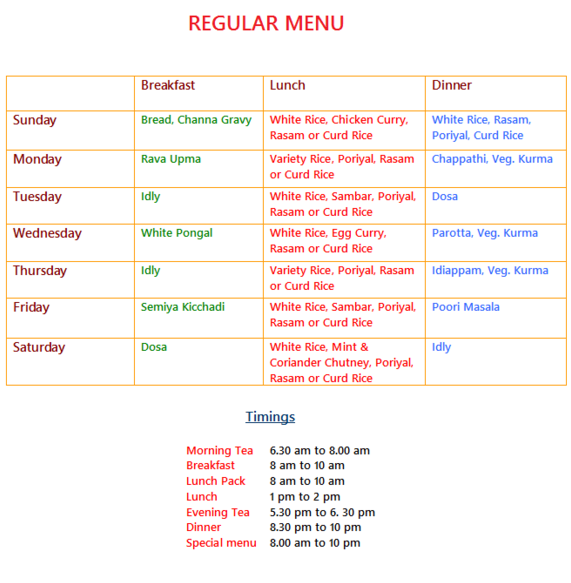 REGULAR MENU
Breakfast Lunch Dinner
Sunday Bread, Channa Gravy White Rice, Chicken Curry, White Rice, Rasam,
Rasam or Curd Rice Poriyal, Curd Rice
Monday Rava Upma Variety Rice, Poriyal, Rasam Chappathi, Veg. Kurma
or Curd Rice
Tuesday Idly White Rice, Sambar, Poriyal, Dosa
Rasam or Curd Rice
Wednesday White Pongal White Rice, Egg Curry, Parotta, Veg. Kurma
Rasam or Curd Rice
Thursday Idly Variety Rice, Poriyal, Rasam Idiappam, Veg. Kurma
or Curd Rice
Friday Semiya Kicchadi White Rice, Sambar, Poriyal, Poori Masala
Rasam or Curd Rice
Saturday Dosa White Rice, Mint & Idly
Coriander Chutney, Poriyal,
Rasam or Curd Rice
Timings
Morning Tea 6.30 am to 8.00 am
Breakfast 8 am to 10 am
Lunch Pack 8 am to 10 am
Lunch 1 pm to 2 pm
Evening Tea 5.30 pm to 6. 30 pm
Dinner 8.30 pm to 10 pm
Special menu 8.00 am to 10 pm